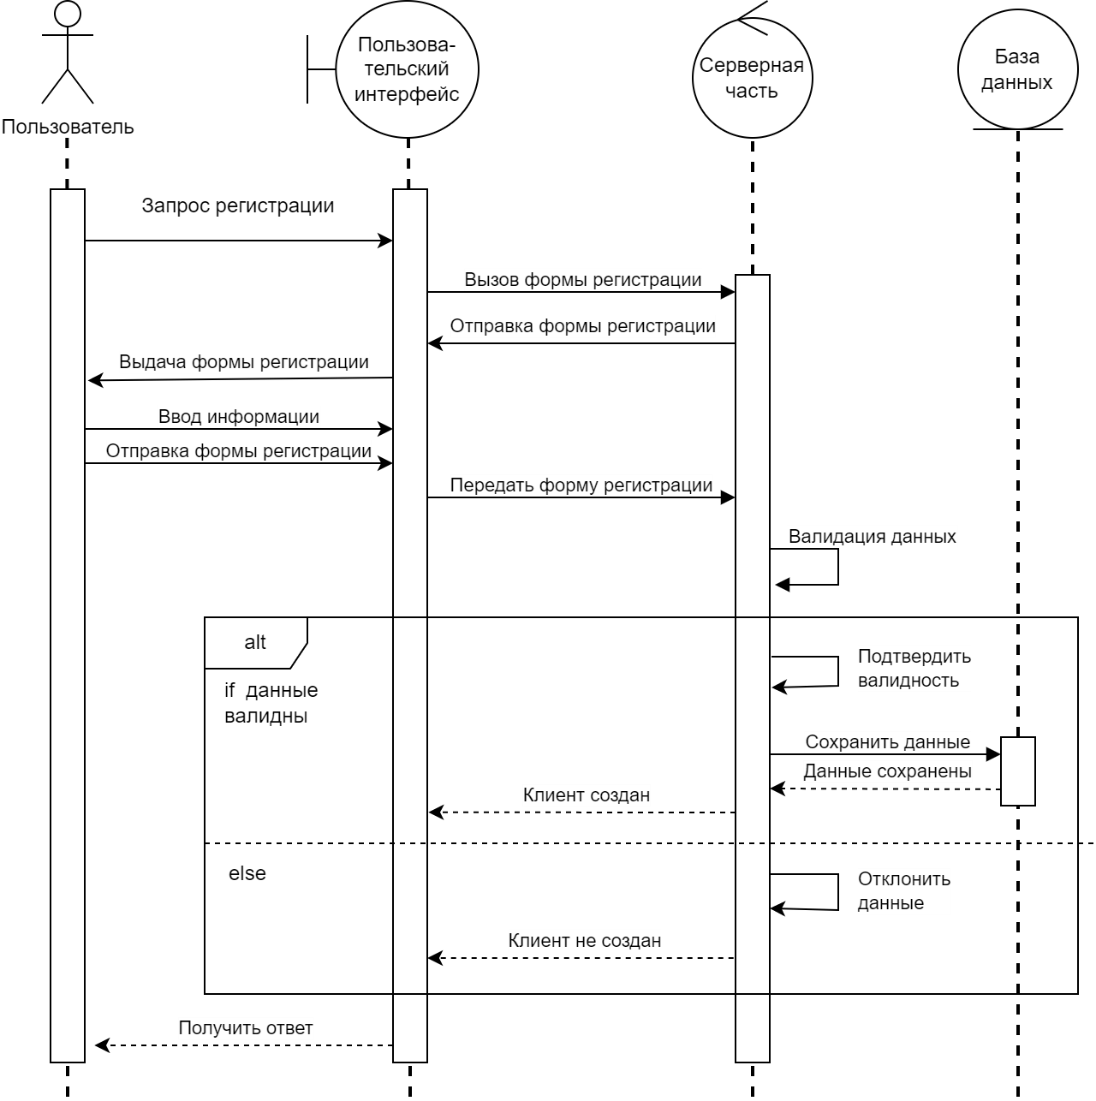 Пользова-
тельский
интерфейс
Серверная
часть
База
данных
Пользователь
Запрос регистрации
Вызов формы регистрации
Отправка формы регистрации
Выдача формы регистрации
Ввод информации
Отправка формы регистрации
Передать форму регистрации
Валидация данных
alt
if данные
валидны
Подтвердить
валидность
Сохранить данные
Данные сохранены
Клиент создан
else
Отклонить
данные
Клиент не создан
Получить ответ